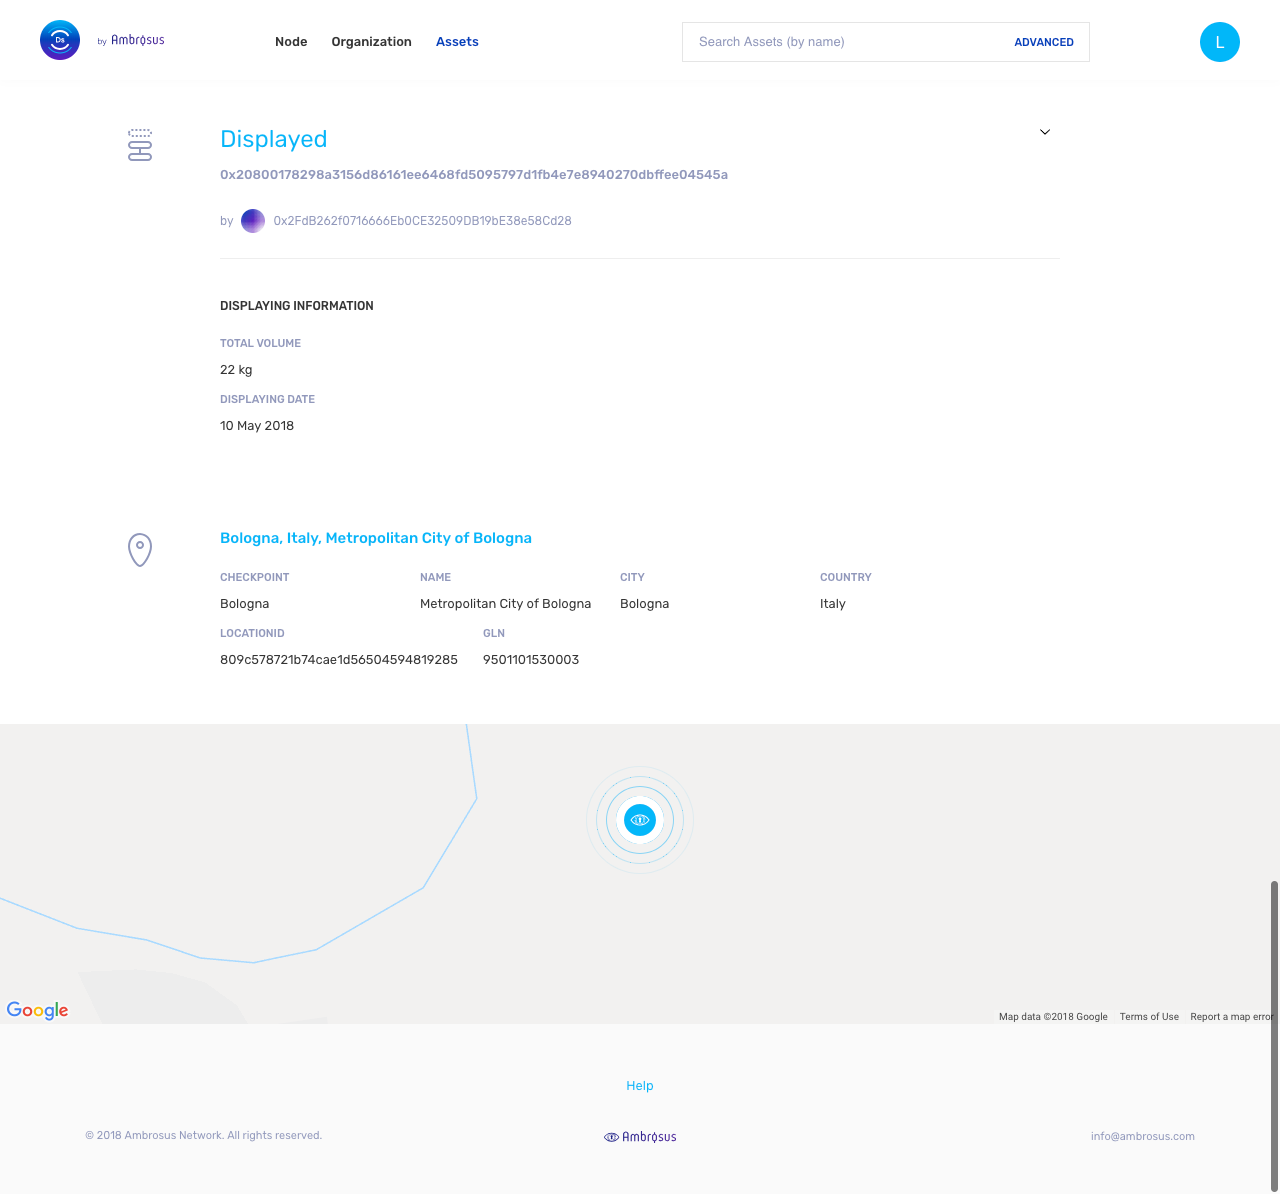 Ds by Ambrosus Node Organization Assets Search Assets (by name) ADVANCED L
Displayed
0x20800178298a3156d86161ee6468fd5095797d1fb4e7e8940270dbffee04545a
by 0x2FdB262f0716666Eb0CE32509DB19bE38e58Cd28
DISPLAYING INFORMATION
TOTAL VOLUME
22 kg
DISPLAYING DATE
10 May 2018
Bologna, Italy, Metropolitan City of Bologna
CHECKPOINT NAME CITY COUNTRY
Bologna Metropolitan City of Bologna Bologna Italy
LOCATIONID GLN
809c578721b74cae1d56504594819285 9501101530003
Google Map data ©2018 Google Terms of Use Report a map error
Help
© 2018 Ambrosus Network. All rights reserved. Ambrosus info@ambrosus.com